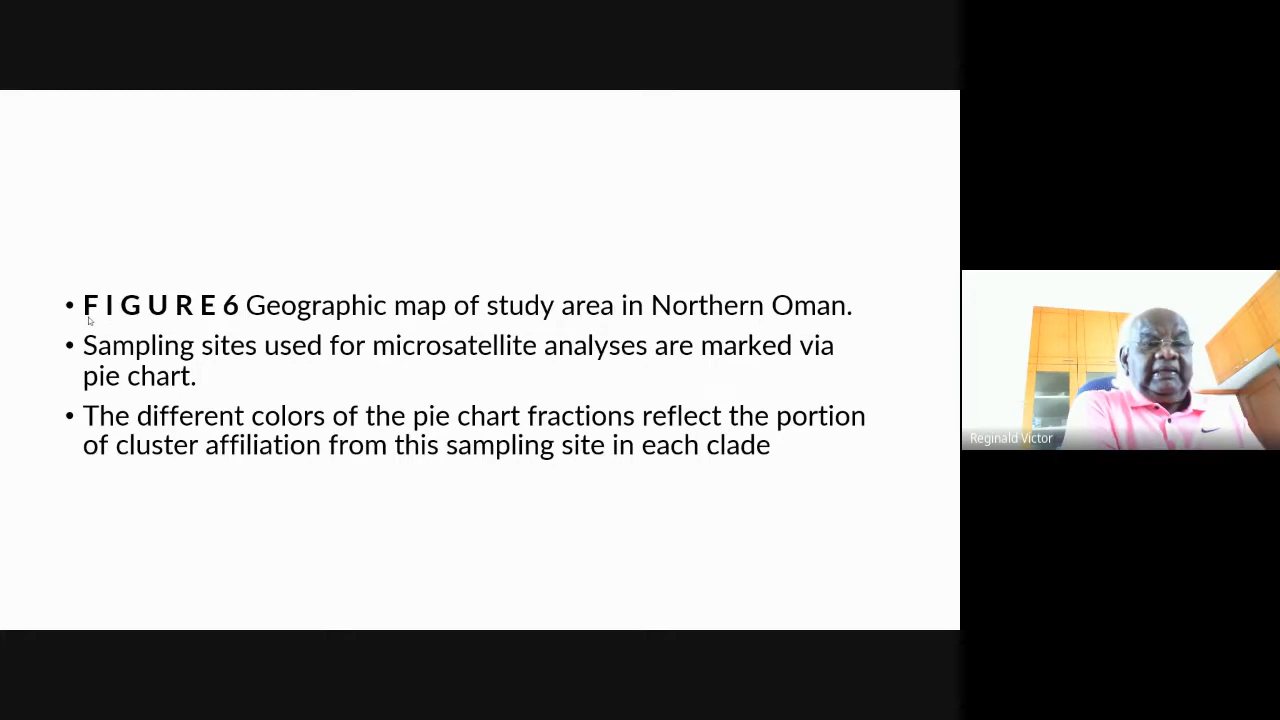 • F I G U R E 6 Geographic map of study area in Northern Oman.
• Sampling sites used for microsatellite analyses are marked via
pie chart.
• The different colors of the pie chart fractions reflect the portion
of cluster affiliation from this sampling site in each clade
Reginald Victor